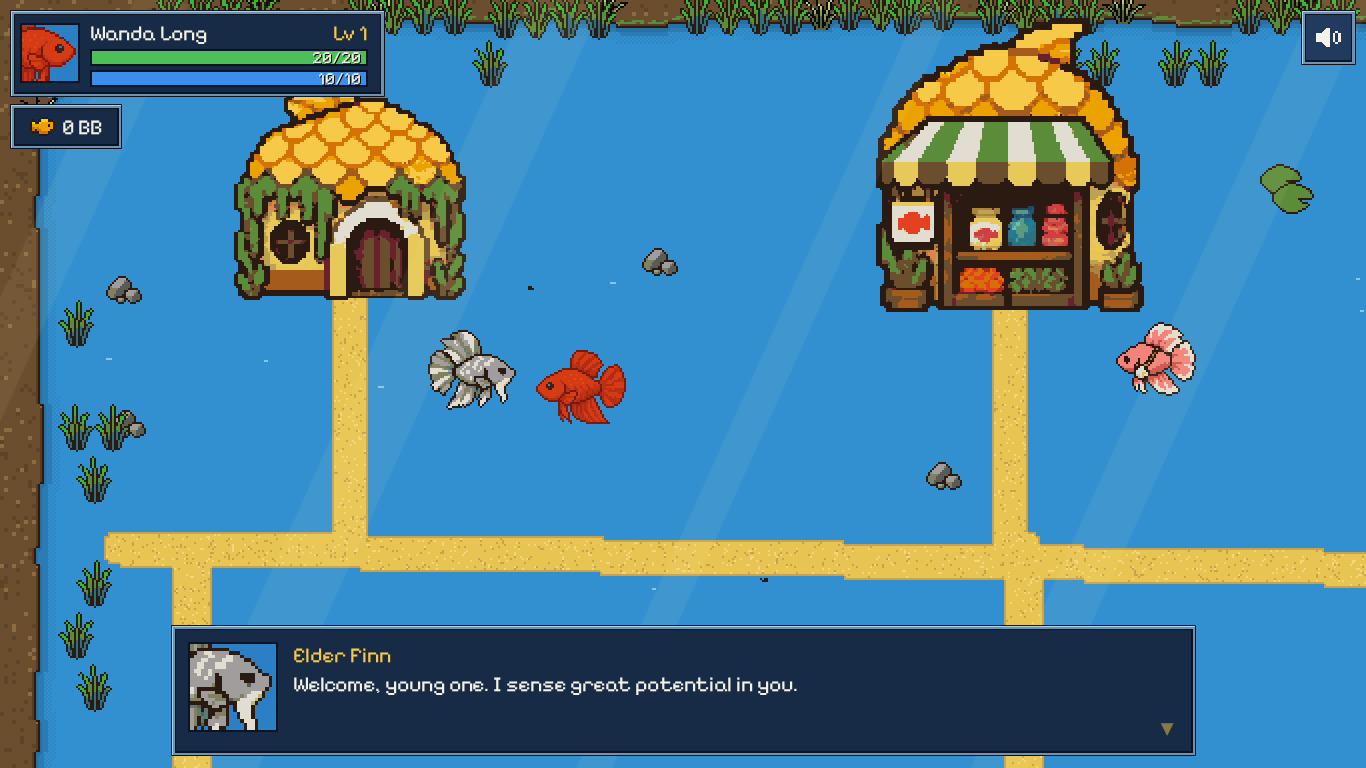 Wanda Long Lv 1
20/20
10/10
0 BB
Elder Finn
Welcome, young one. I sense great potential in you.